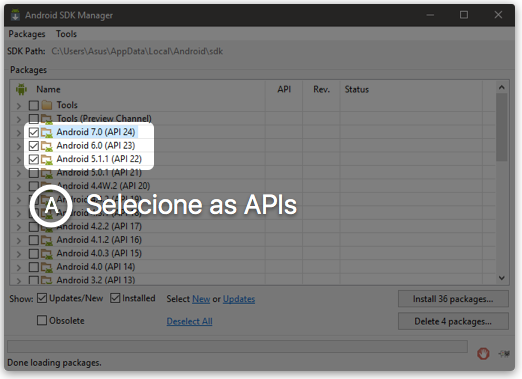 Android SDK Manager
Packages Tools
SDK Path: C:\Users\Asus\AppData\Local\Android\sdk
Packages
Name API Rev. Status
Tools
Tools (Preview Channel)
Android 7.0 (API 24)
Android 6.0 (API 23)
Android 5.1.1 (API 22)
Android 5.0.1 (API 21)
Android 4.4W.2 (API 20)
A Selecione as APIs
Android 4.2.2 (API 17)
Android 4.1.2 (API 16)
Android 4.0.3 (API 15)
Android 4.0 (API 14)
Android 3.2 (API 13)
Show: Updates/New Installed Select New or Updates Install 36 packages...
Obsolete Deselect All Delete 4 packages...
Done loading packages.